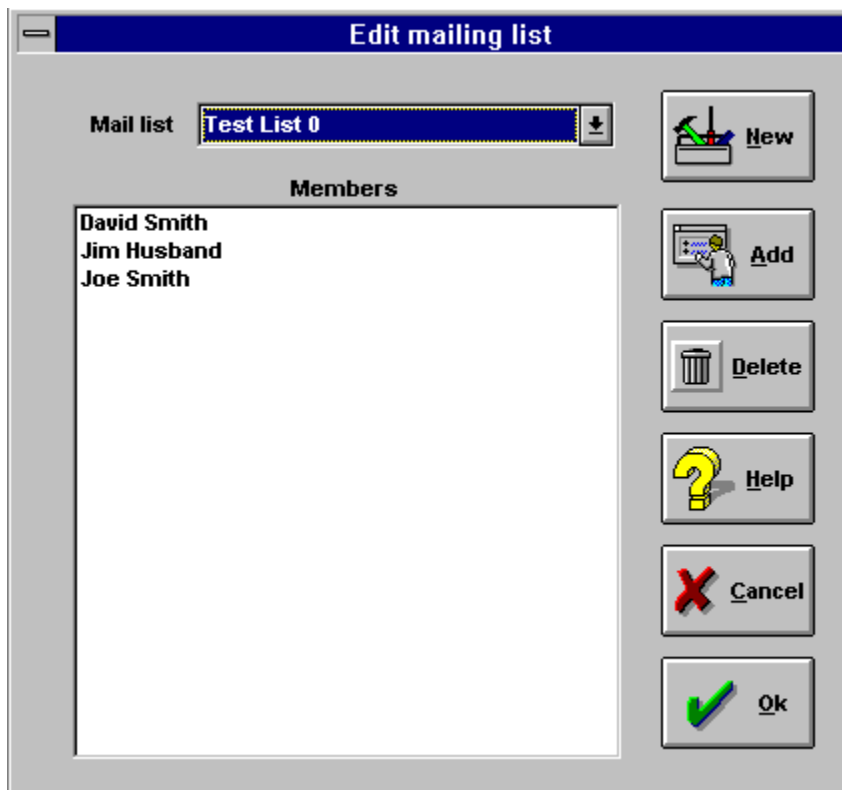 Edit mailing list
Mail list Test List 0
New
Members
David Smith
Jim Husband
Joe Smith
Add
Delete
Help
Cancel
Ok